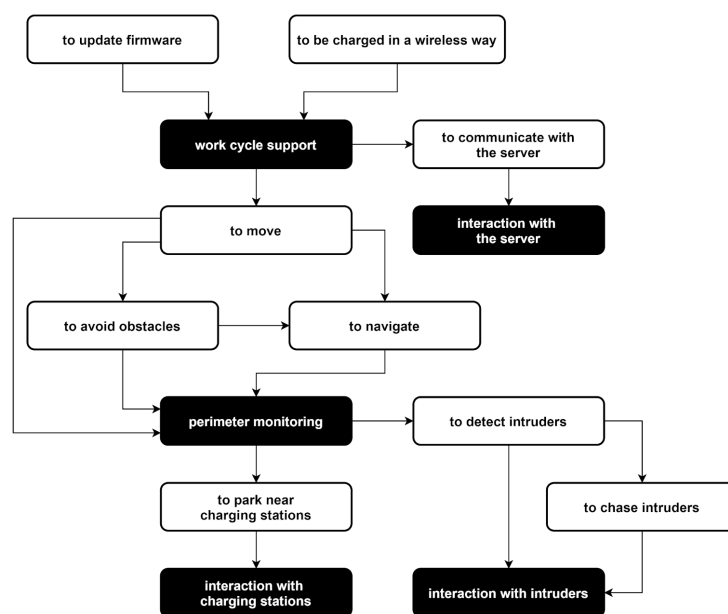 to update firmware
to be charged in a wireless way
work cycle support
to communicate with
the server
to move
interaction with
the server
to avoid obstacles
to navigate
perimeter monitoring
to detect intruders
to park near
charging stations
to chase intruders
interaction with
charging stations
interaction with intruders